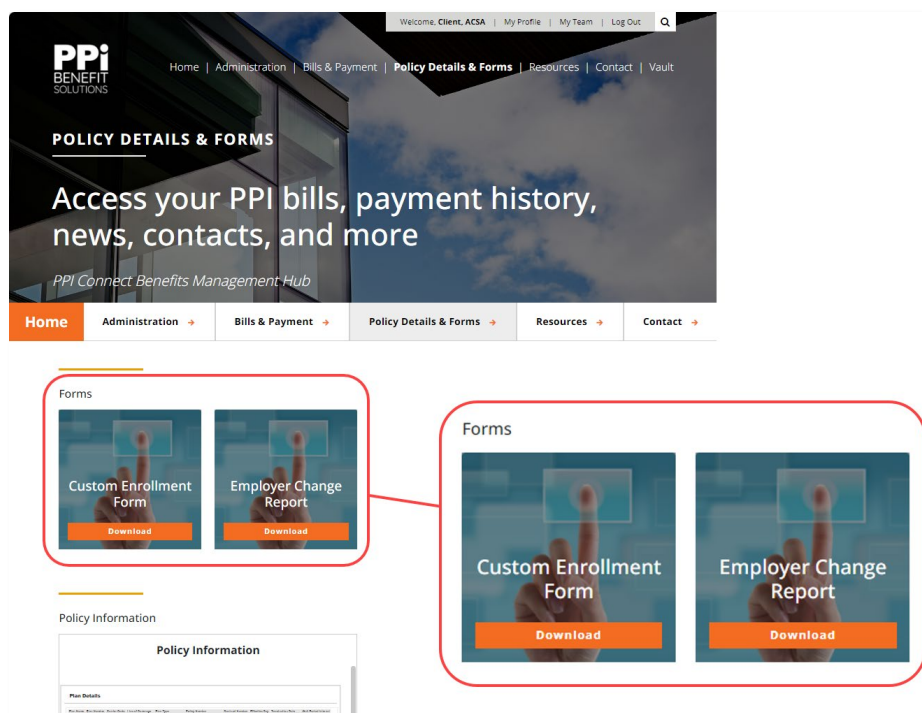 Welcome, Client, ACSA | My Profile | My Team | Log Out
PPi
BENEFIT
SOLUTIONS
Home | Administration | Bills & Payment | Policy Details & Forms | Resources | Contact | Vault
POLICY DETAILS & FORMS
Access your PPI bills, payment history,
news, contacts, and more
PPI Connect Benefits Management Hub
Home Administration → Bills & Payment → Policy Details & Forms → Resources → Contact →
Forms
Custom Enrollment
Form
Download
Employer Change
Report
Download
Forms
Custom Enrollment
Form
Download
Employer Change
Report
Download
Policy Information
Policy Information
Plan Details